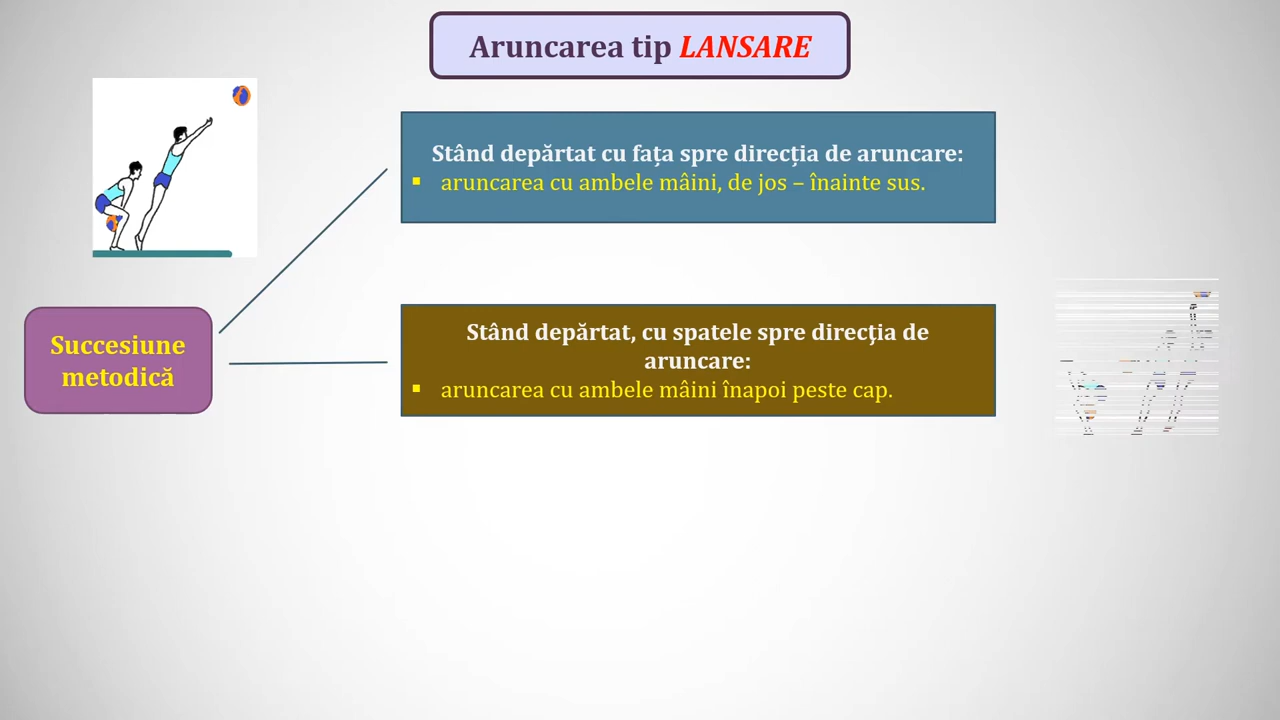 Aruncarea tip LANSARE
Stând depărtat cu fața spre direcția de aruncare:
▪ aruncarea cu ambele mâini, de jos – înainte sus.
Succesiune
metodică
Stând depărtat, cu spatele spre direcția de
aruncare:
▪ aruncarea cu ambele mâini înapoi peste cap.